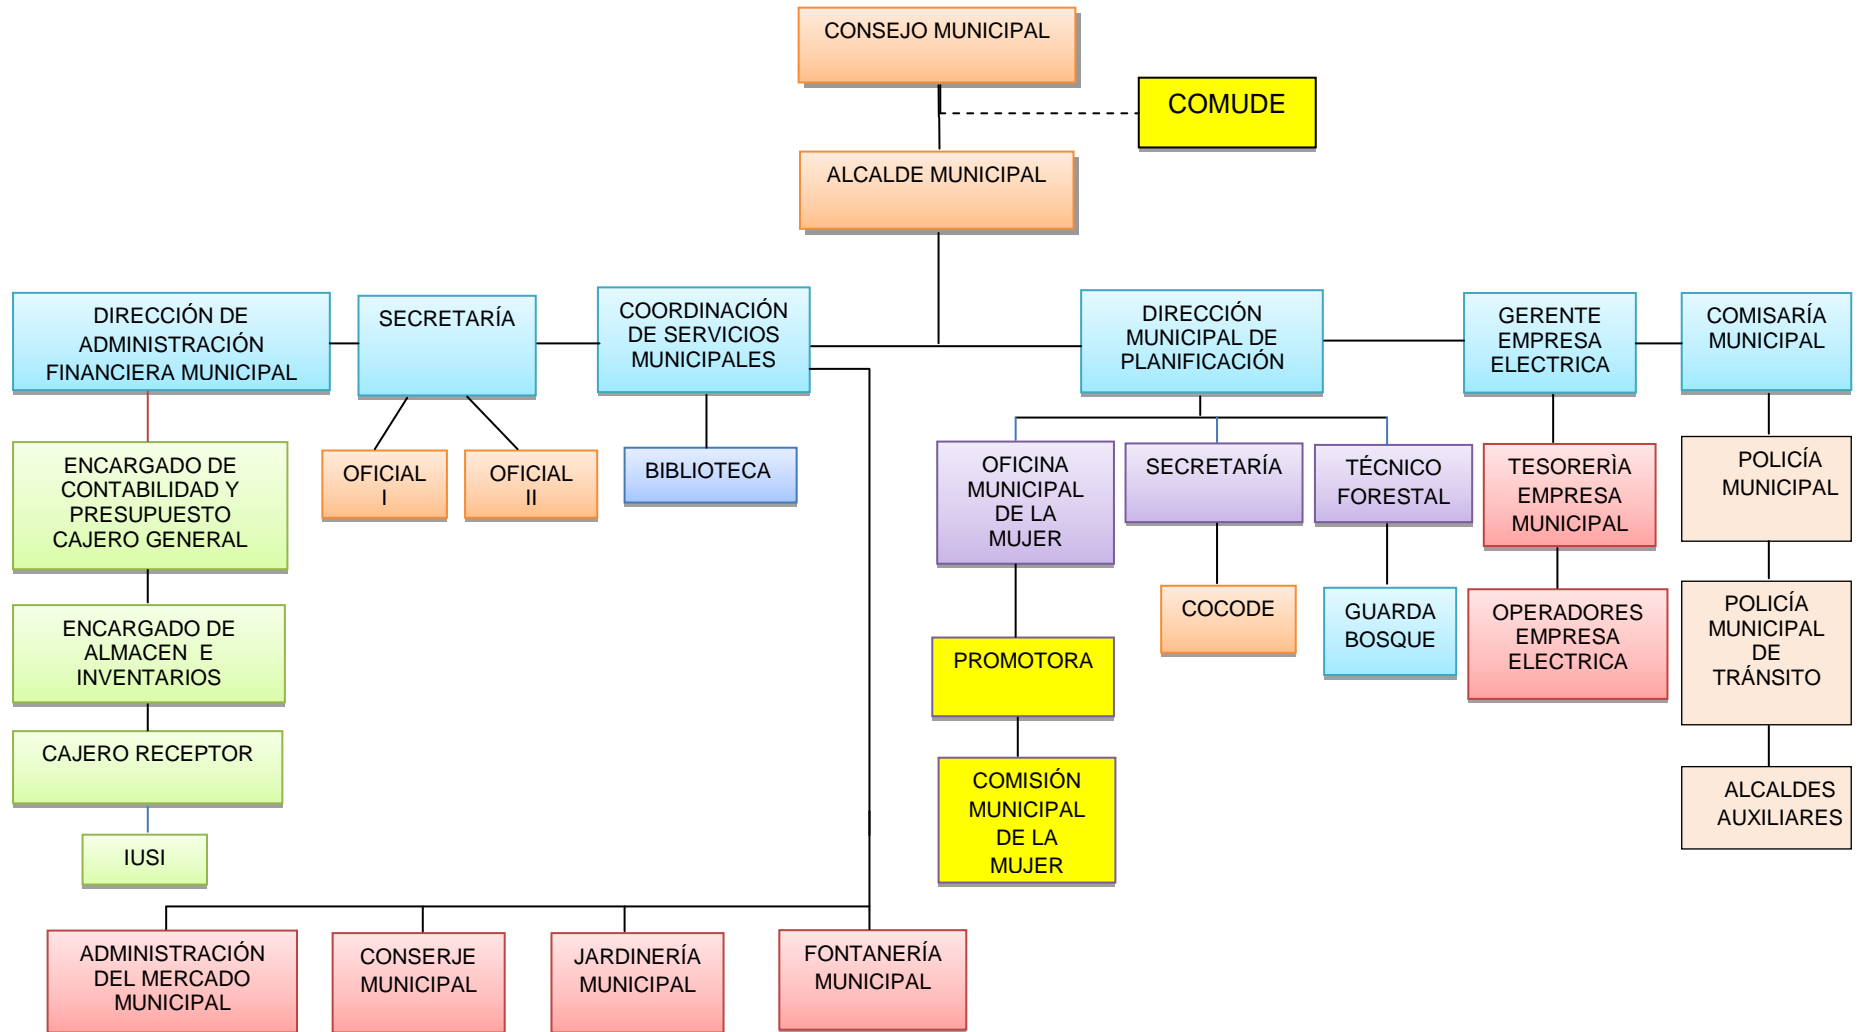 CONSEJO MUNICIPAL
COMUDE
ALCALDE MUNICIPAL
DIRECCIÓN DE
ADMINISTRACIÓN
FINANCIERA MUNICIPAL
SECRETARÍA
COORDINACIÓN
DE SERVICIOS
MUNICIPALES
DIRECCIÓN
MUNICIPAL DE
PLANIFICACIÓN
GERENTE
EMPRESA
ELECTRICA
COMISARÍA
MUNICIPAL
ENCARGADO DE
CONTABILIDAD Y
PRESUPUESTO
CAJERO GENERAL
OFICIAL
I
OFICIAL
II
BIBLIOTECA
OFICINA
MUNICIPAL
DE LA
MUJER
SECRETARÍA
TÉCNICO
FORESTAL
TESORERÌA
EMPRESA
MUNICIPAL
POLICÍA
MUNICIPAL
ENCARGADO DE
ALMACEN  E
INVENTARIOS
COCODE
GUARDA
BOSQUE
OPERADORES
EMPRESA
ELECTRICA
POLICÍA
MUNICIPAL
DE
TRÁNSITO
PROMOTORA
CAJERO RECEPTOR
COMISIÓN
MUNICIPAL
DE LA
MUJER
ALCALDES
AUXILIARES
IUSI
ADMINISTRACIÓN
DEL MERCADO
MUNICIPAL
CONSERJE
MUNICIPAL
JARDINERÍA
MUNICIPAL
FONTANERÍA
MUNICIPAL